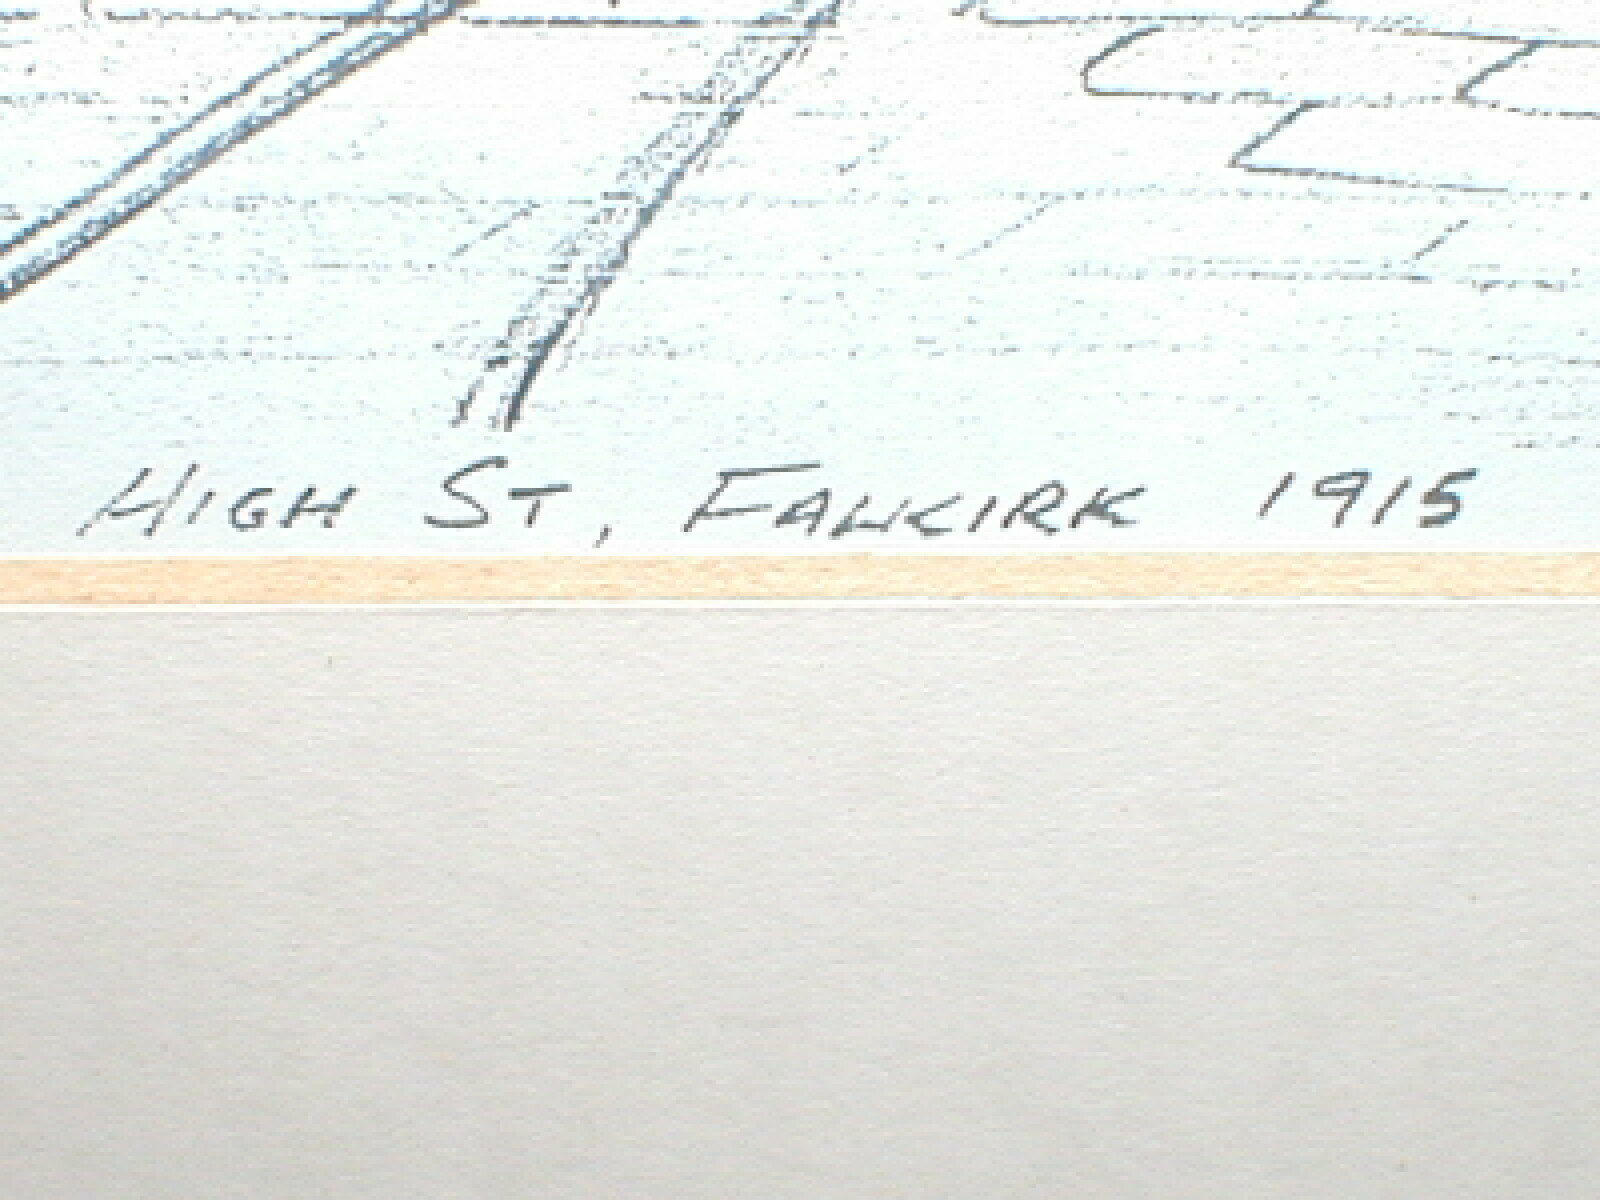 High St, Falkirk 1915